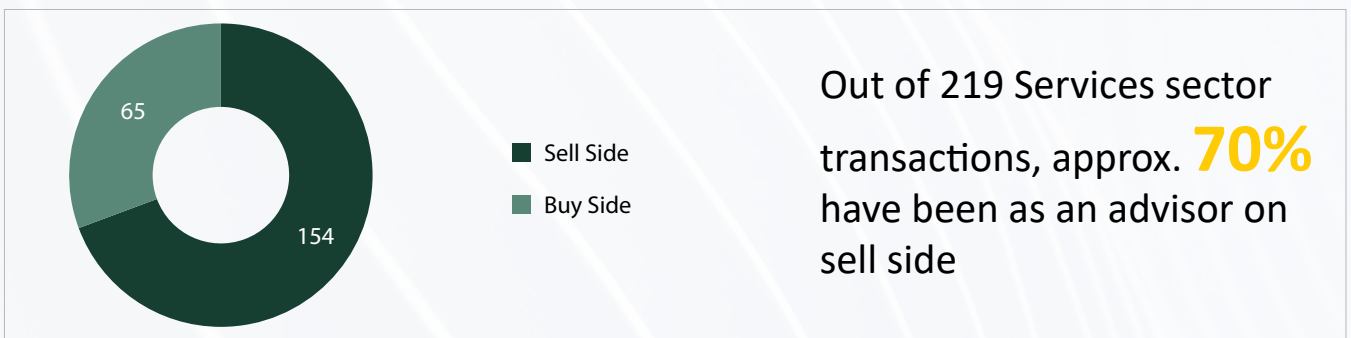 65
154
Sell Side
Buy Side
Out of 219 Services sector
transactions, approx. 70%
have been as an advisor on
sell side